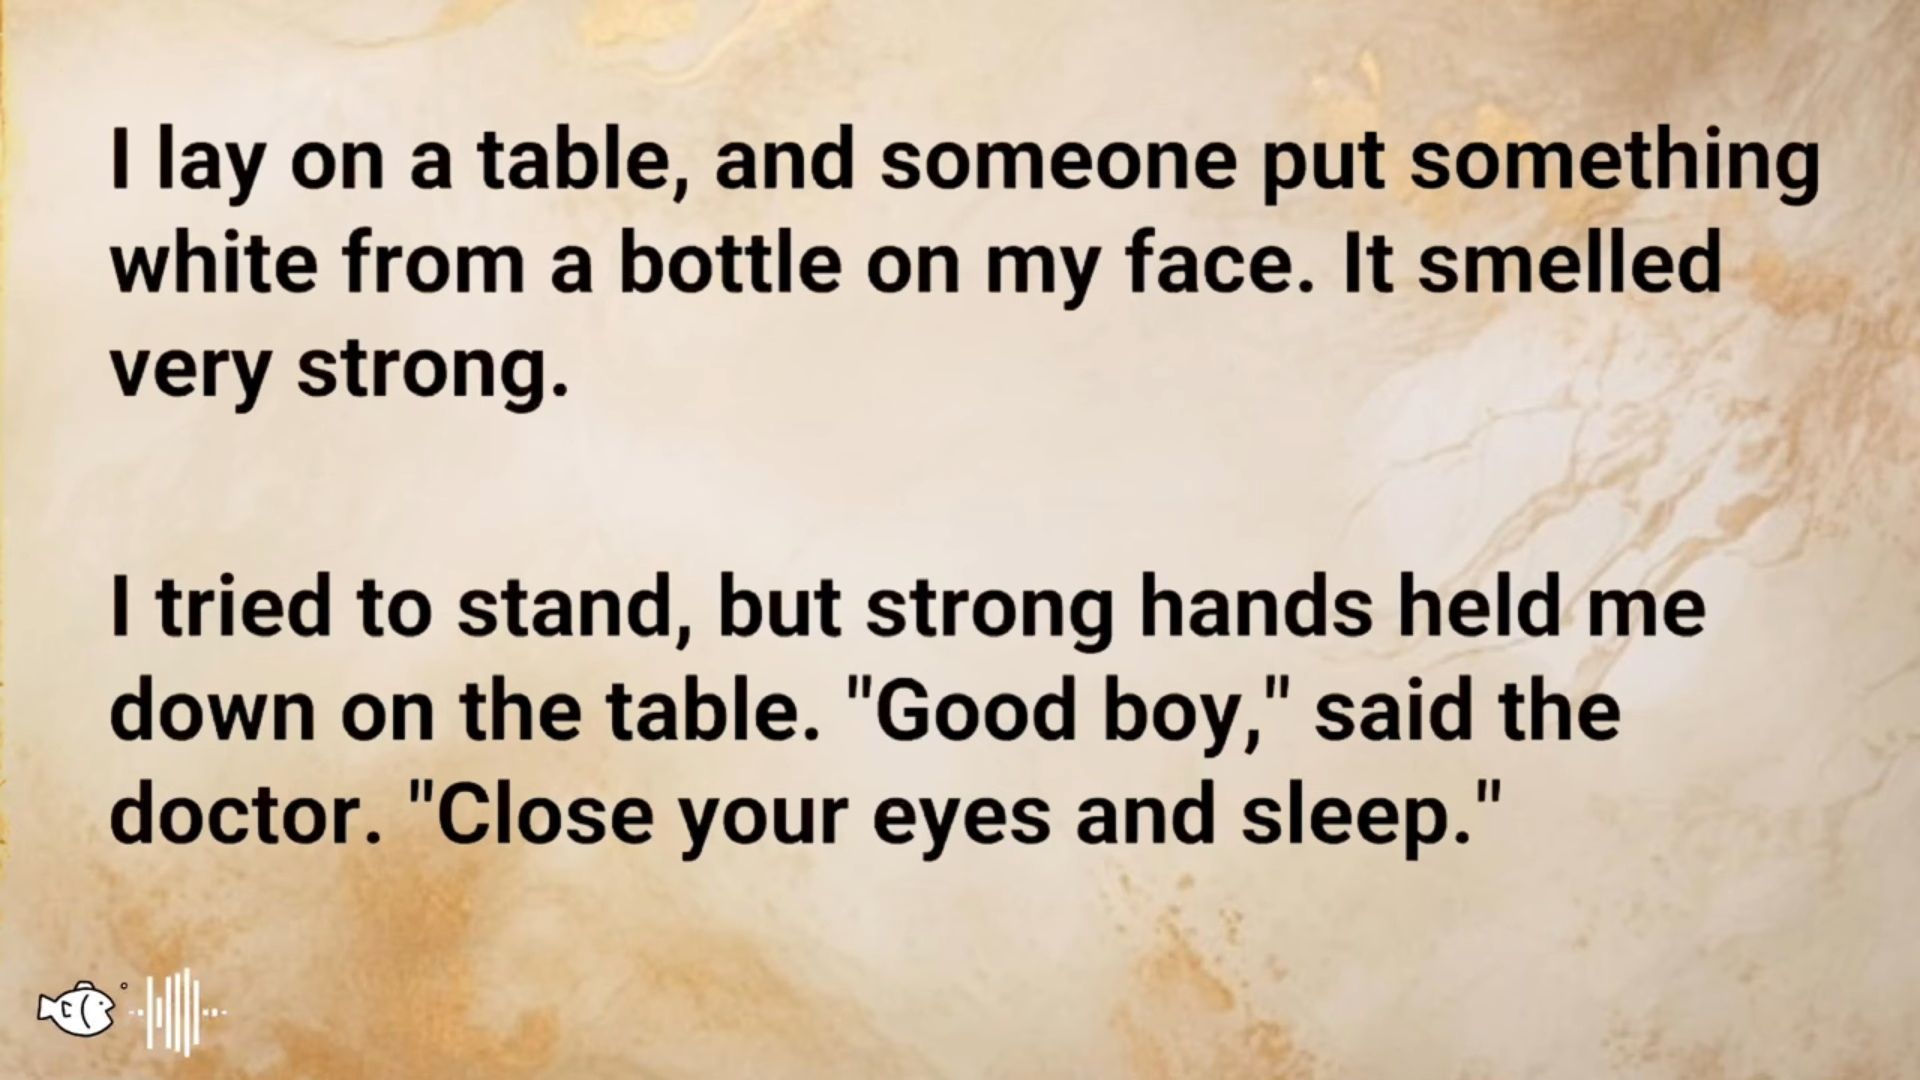 I lay on a table, and someone put something
white from a bottle on my face. It smelled
very strong.
I tried to stand, but strong hands held me
down on the table. "Good boy," said the
doctor. "Close your eyes and sleep."